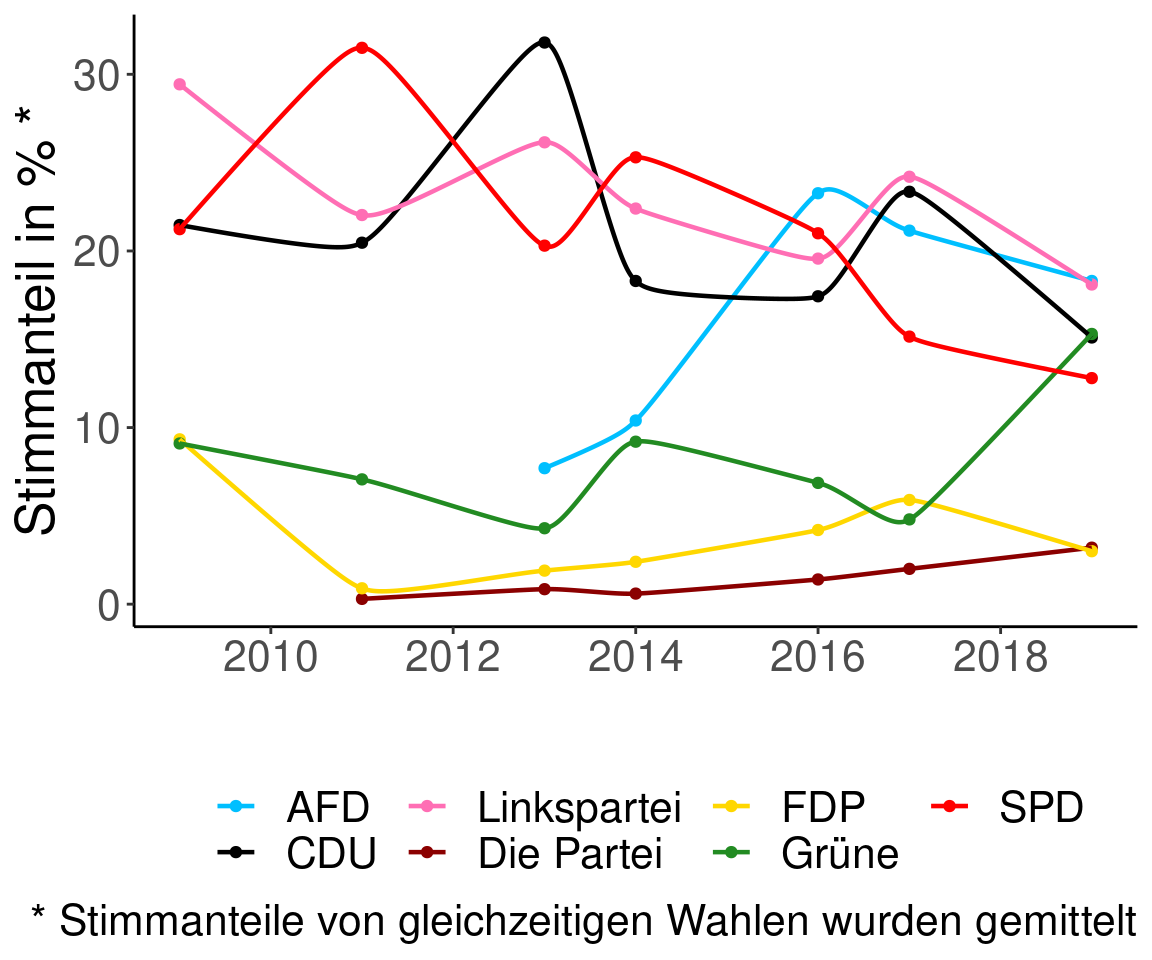 Stimmanteil in % *
30
20
10
0
2010 2012 2014 2016 2018
AFD Linkspartei FDP SPD
CDU Die Partei Grüne
* Stimmanteile von gleichzeitigen Wahlen wurden gemittelt